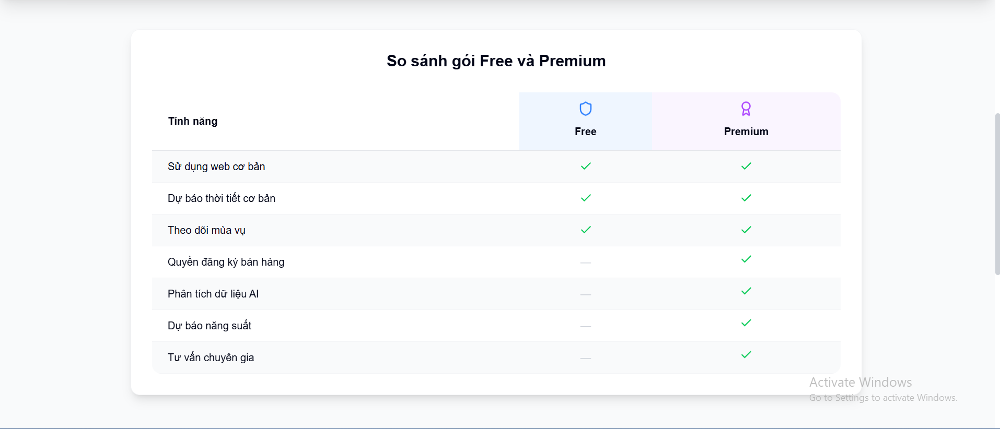 So sánh gói Free và Premium
Tính năng
Free
Premium
Sử dụng web cơ bản
Dự báo thời tiết cơ bản
Theo dõi mùa vụ
Quyền đăng ký bán hàng
Phân tích dữ liệu AI
Dự báo năng suất
Tư vấn chuyên gia
Activate Windows
Go to Settings to activate Windows.